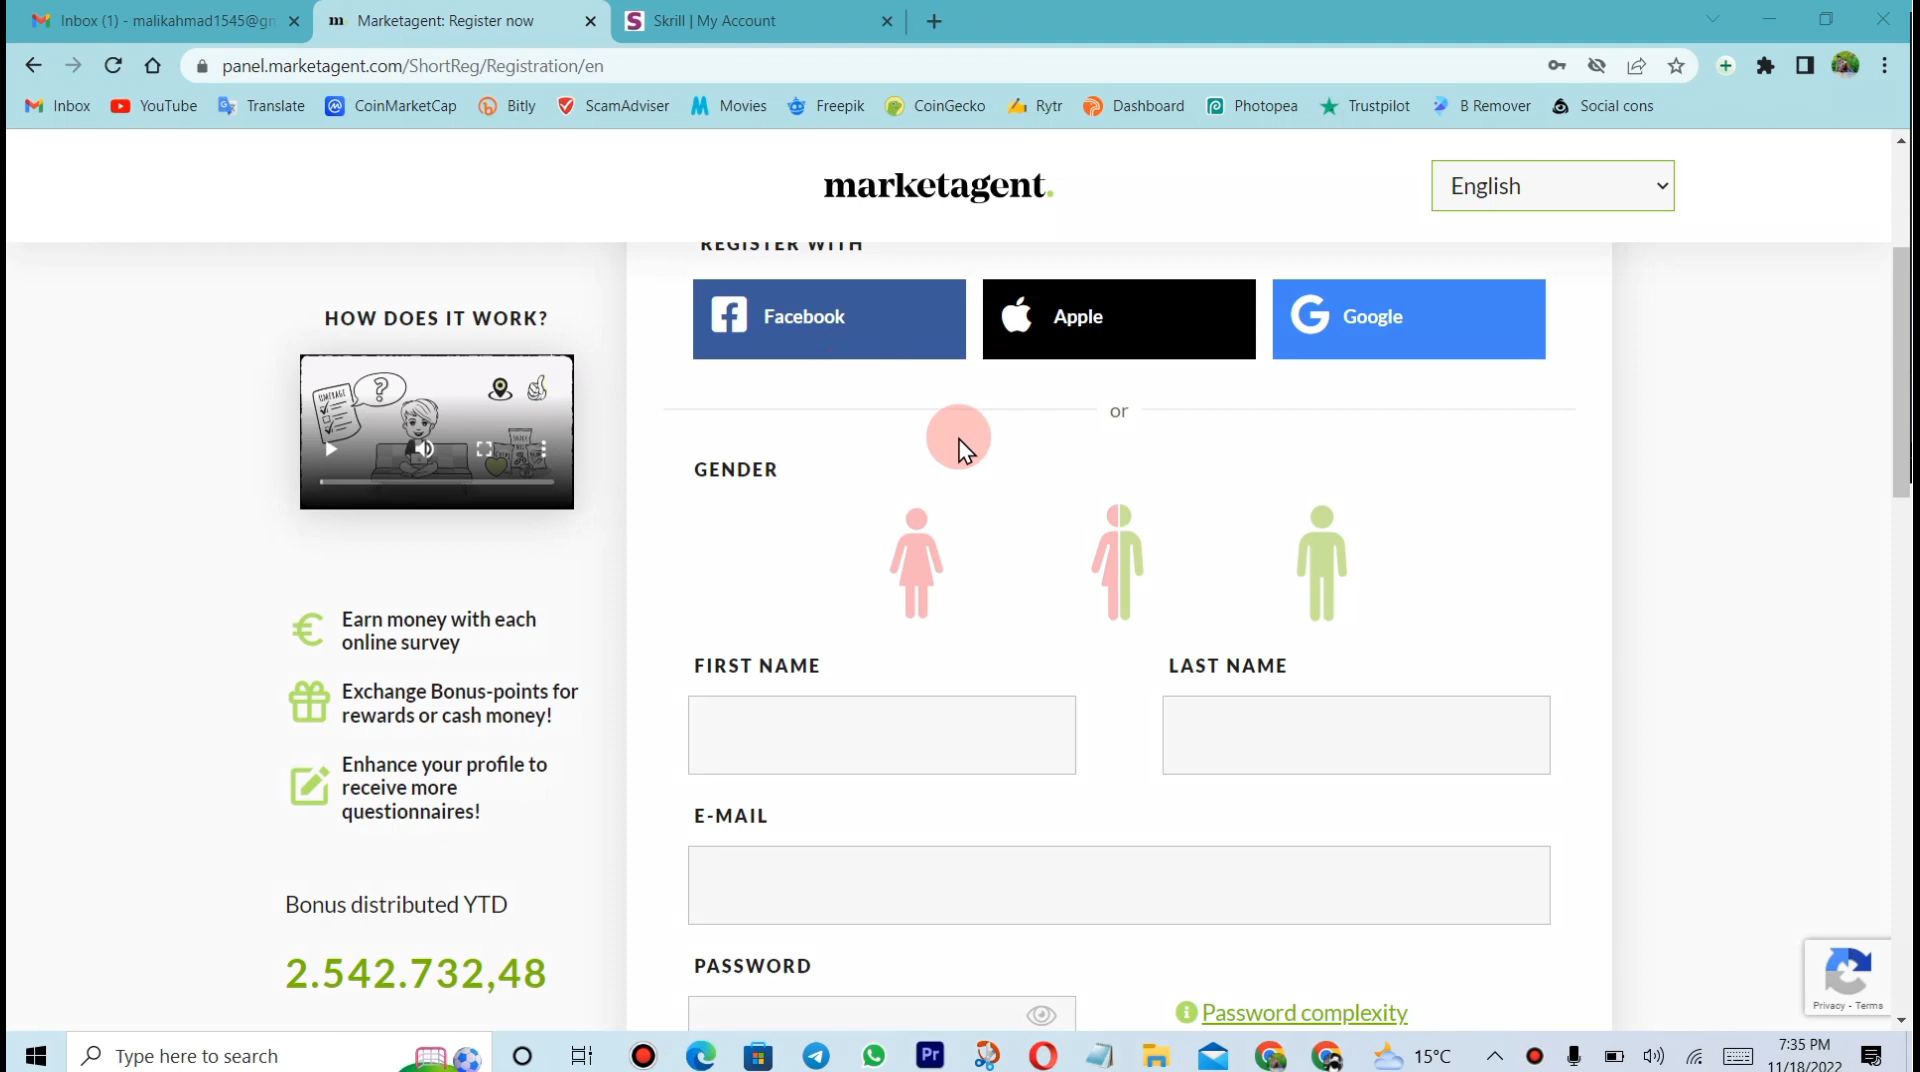 Inbox (1) - malikahmad1545@gm
Marketagent: Register now
Skrill | My Account
panel.marketagent.com/ShortReg/Registration/en
Inbox
YouTube
Translate
CoinMarketCap
Bitly
ScamAdviser
Movies
Freepik
CoinGecko
Rytr
Dashboard
Photopea
Trustpilot
B Remover
Social cons
marketagent.
English
REGISTER WITH
Facebook
Apple
Google
HOW DOES IT WORK?
or
GENDER
Earn money with each
online survey
Exchange Bonus-points for
rewards or cash money!
Enhance your profile to
receive more
questionnaires!
Bonus distributed YTD
2.542.732,48
FIRST NAME
LAST NAME
E-MAIL
PASSWORD
Password complexity
Privacy - Terms
Type here to search
15°C
7:35 PM
11/18/2022